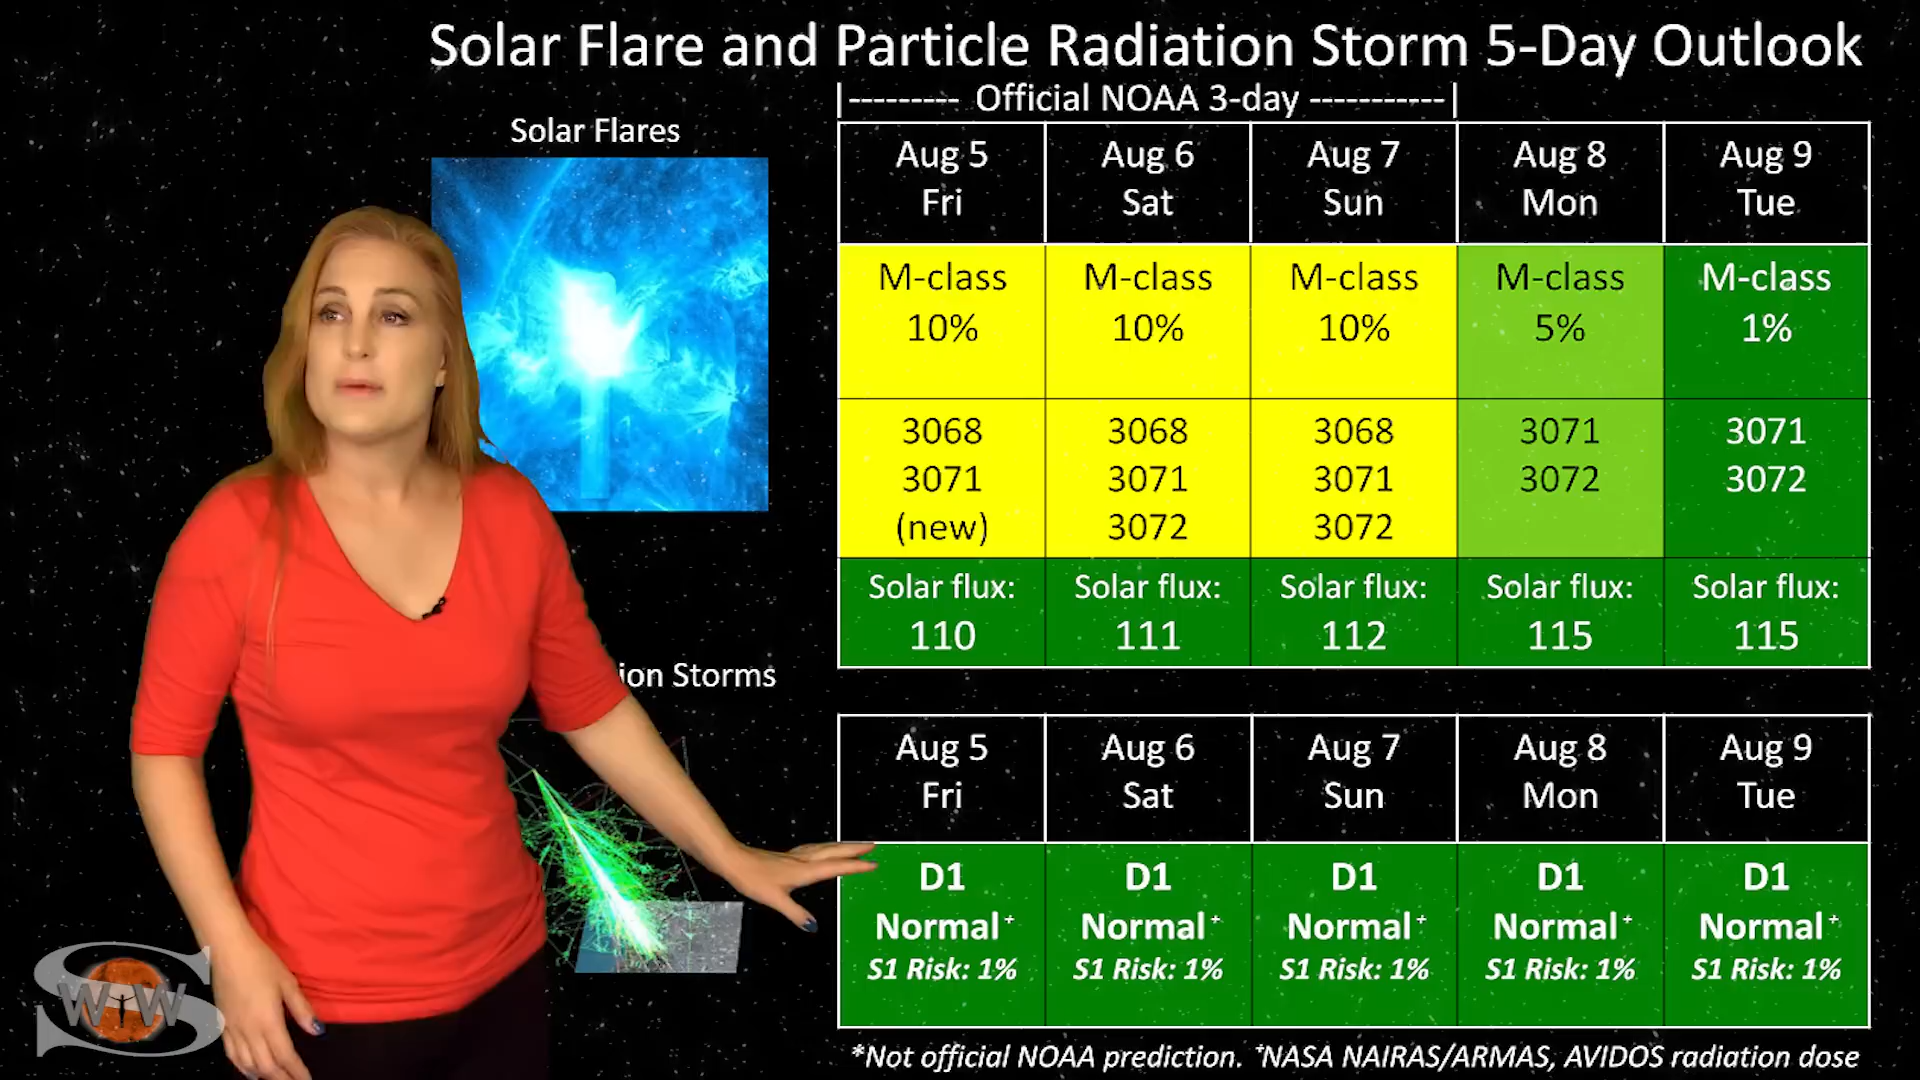 Solar Flare and Particle Radiation Storm 5-Day Outlook
|--------- Official NOAA 3-day -----------|
Solar Flares
Aug 5 Aug 6 Aug 7 Aug 8 Aug 9
Fri Sat Sun Mon Tue
M-class M-class M-class M-class M-class
10% 10% 10% 5% 1%
3068 3068 3068 3071 3071
3071 3071 3071 3072 3072
(new) 3072 3072
Solar flux: Solar flux: Solar flux: Solar flux: Solar flux:
110 111 112 115 115
Storms
Aug 5 Aug 6 Aug 7 Aug 8 Aug 9
Fri Sat Sun Mon Tue
D1 D1 D1 D1 D1
Normal+ Normal+ Normal+ Normal+ Normal+
S1 Risk: 1% S1 Risk: 1% S1 Risk: 1% S1 Risk: 1% S1 Risk: 1%
SWW
*Not official NOAA prediction. +NASA NAIRAS/ARMAS, AVIDOS radiation dose